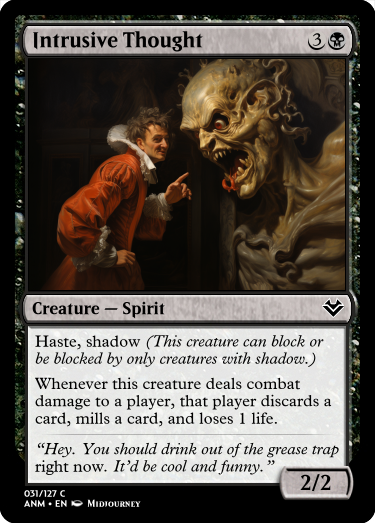 Intrusive Thought 3
Creature — Spirit
Haste, shadow (This creature can block or
be blocked by only creatures with shadow.)
Whenever this creature deals combat
damage to a player, that player discards a
card, mills a card, and loses 1 life.
“Hey. You should drink out of the grease trap
right now. It’d be cool and funny.”
2/2
031/127 C
ANM • EN Midjourney